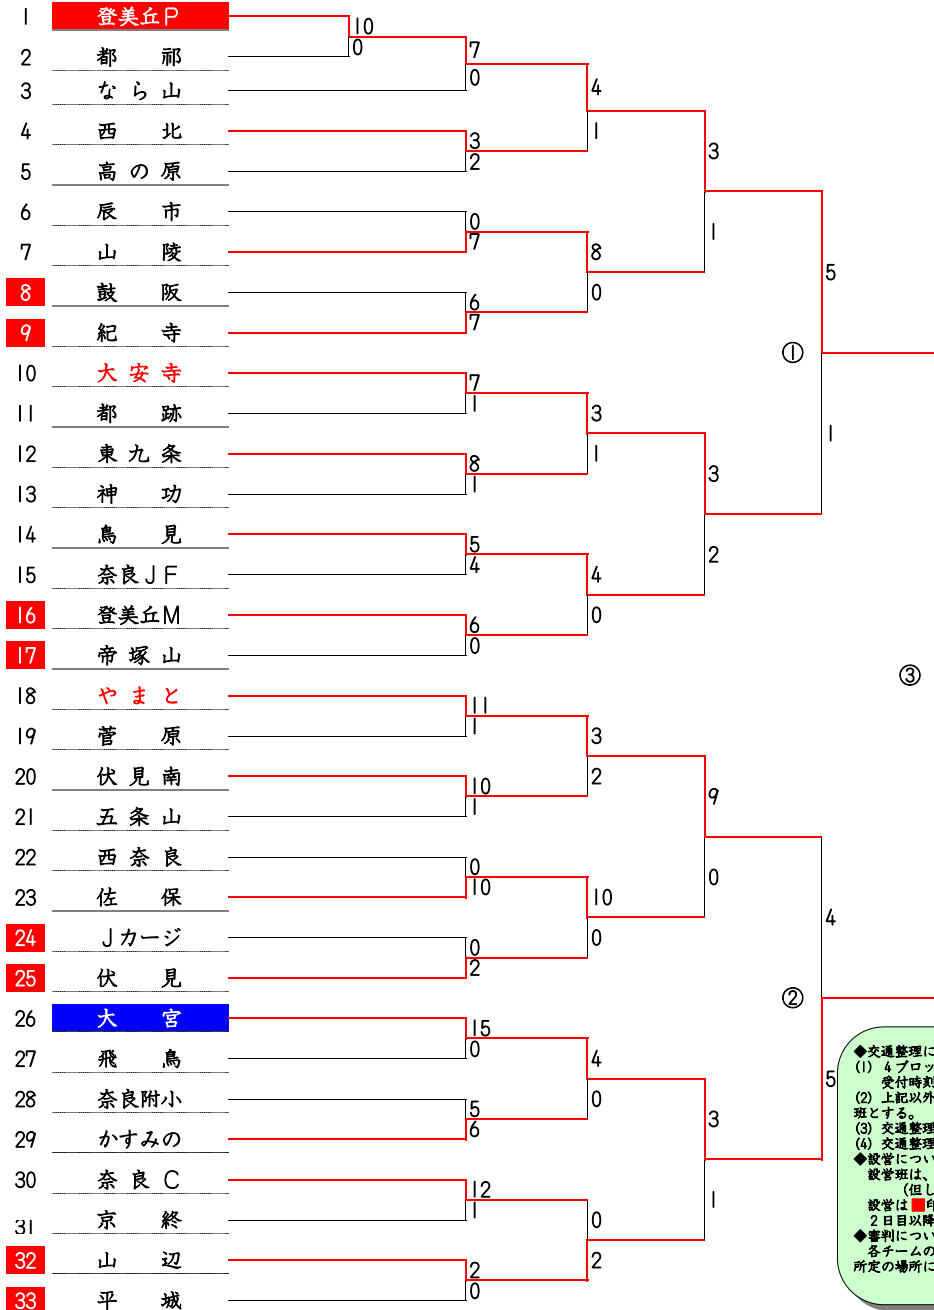 1 登美丘P
10
0
2 都祁
7
0
3 なら山
4
1
4 西北
3
2
5 高の原
3
1
6 辰市
0
7
7 山陵
8
0
8 鼓阪
6
7
9 紀寺
5
1
①
10 大安寺
7
1
11 都跡
3
1
12 東九条
8
1
13 神功
3
2
14 鳥見
5
4
15 奈良JF
4
0
16 登美丘M
6
0
17 帝塚山
③
18 やまと
11
1
19 菅原
3
2
20 伏見南
10
1
21 五条山
9
0
22 西奈良
0
10
23 佐保
10
0
24 Jカージ
0
2
25 伏見
4
5
②
26 大宮
15
0
27 飛鳥
4
0
28 奈良附小
5
6
29 かすみの
3
1
30 奈良C
12
1
31 京終
0
2
32 山辺
2
0
33 平城
◆交通整理に
(1) 4ブロッ
受付時刻
(2) 上記以外
班とする。
(3) 交通整理
(4) 交通整理
◆設営につい
設営班は、
(但し
設営は■印
2日目以降
◆審判につい
各チームの
所定の場所に